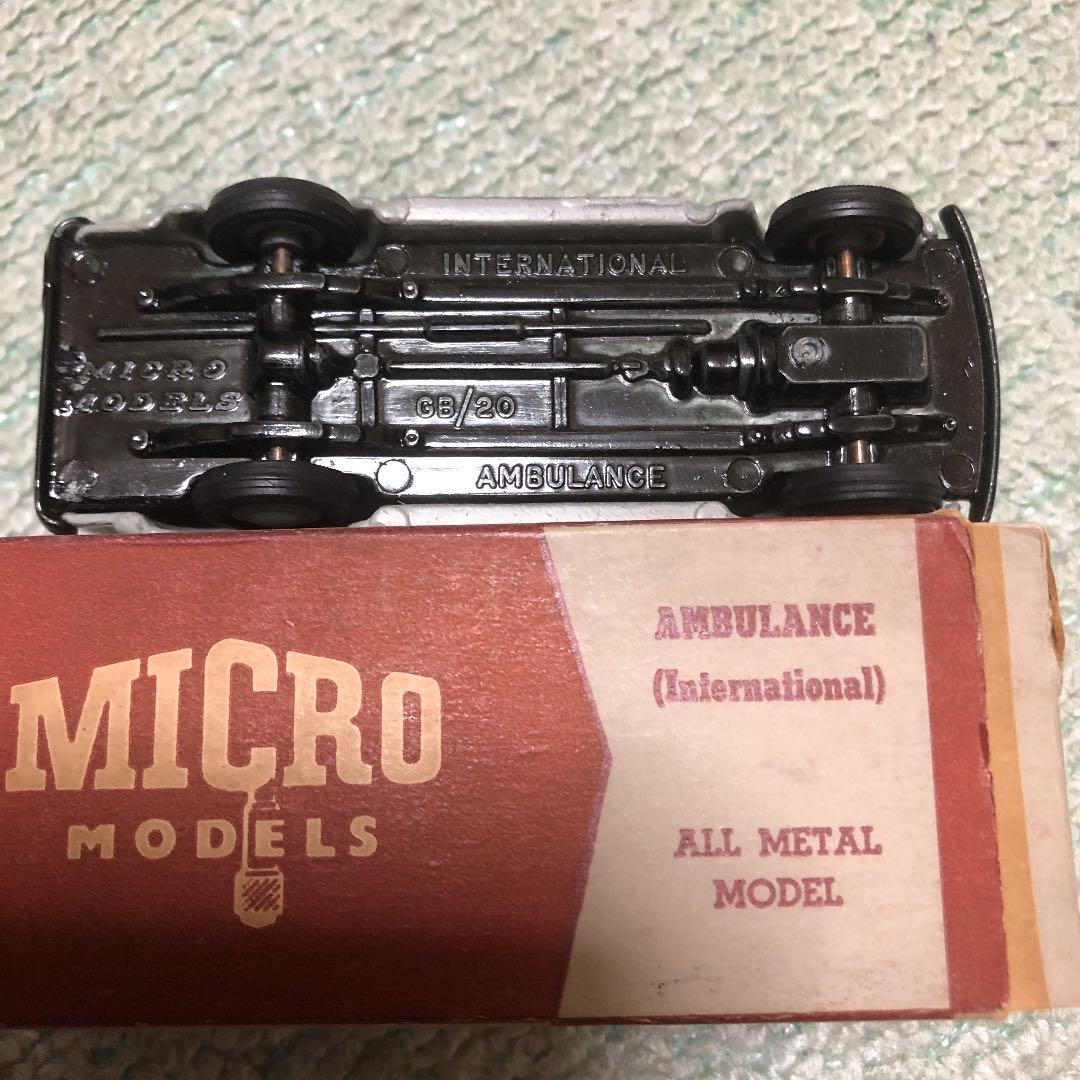 INTERNATIONAL
MICRO
MODELS
GB/20
AMBULANCE
MICRO
MODELS
AMBULANCE
(International)
ALL METAL
MODEL